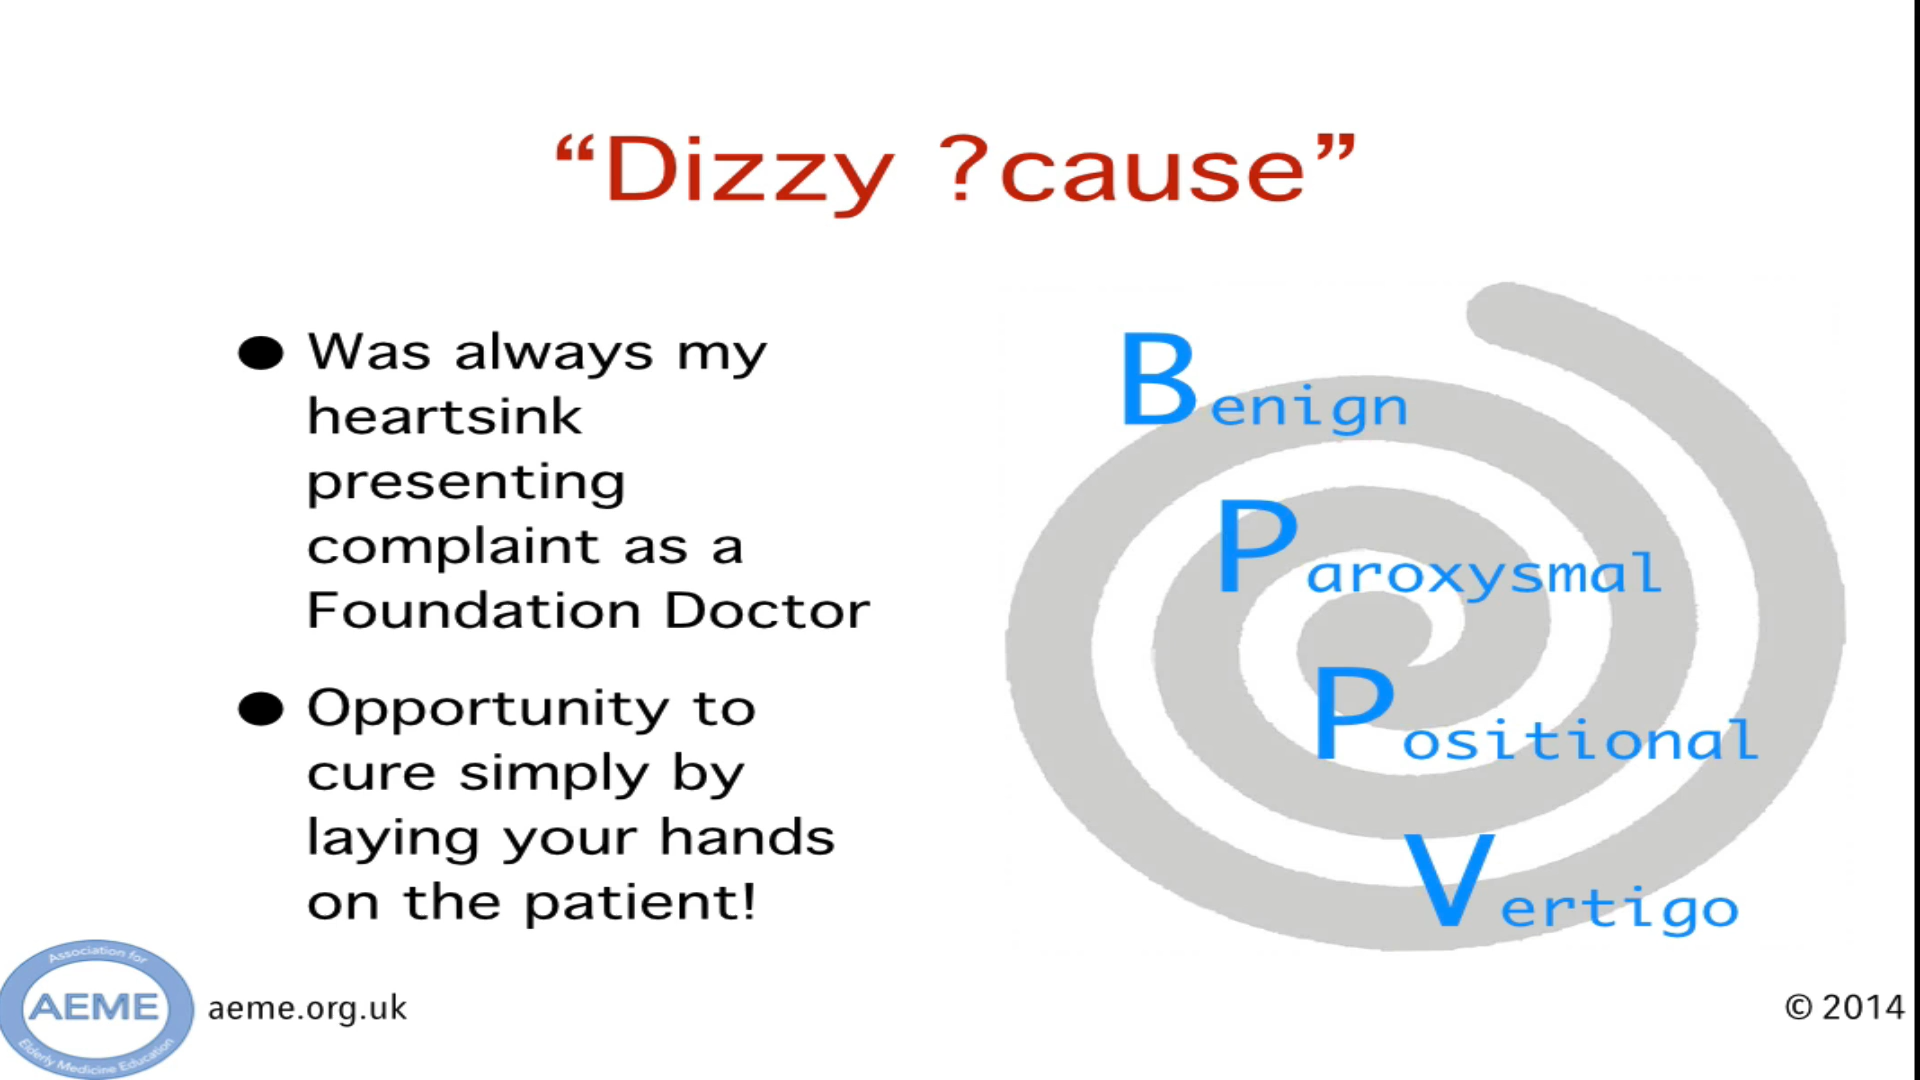 “Dizzy ?cause”
● Was always my
heartsink
presenting
complaint as a
Foundation Doctor
● Opportunity to
cure simply by
laying your hands
on the patient!
Benign
Paroxysmal
Positional
Vertigo
Association for
AEME
Elderly Medicine Education
aeme.org.uk
© 2014